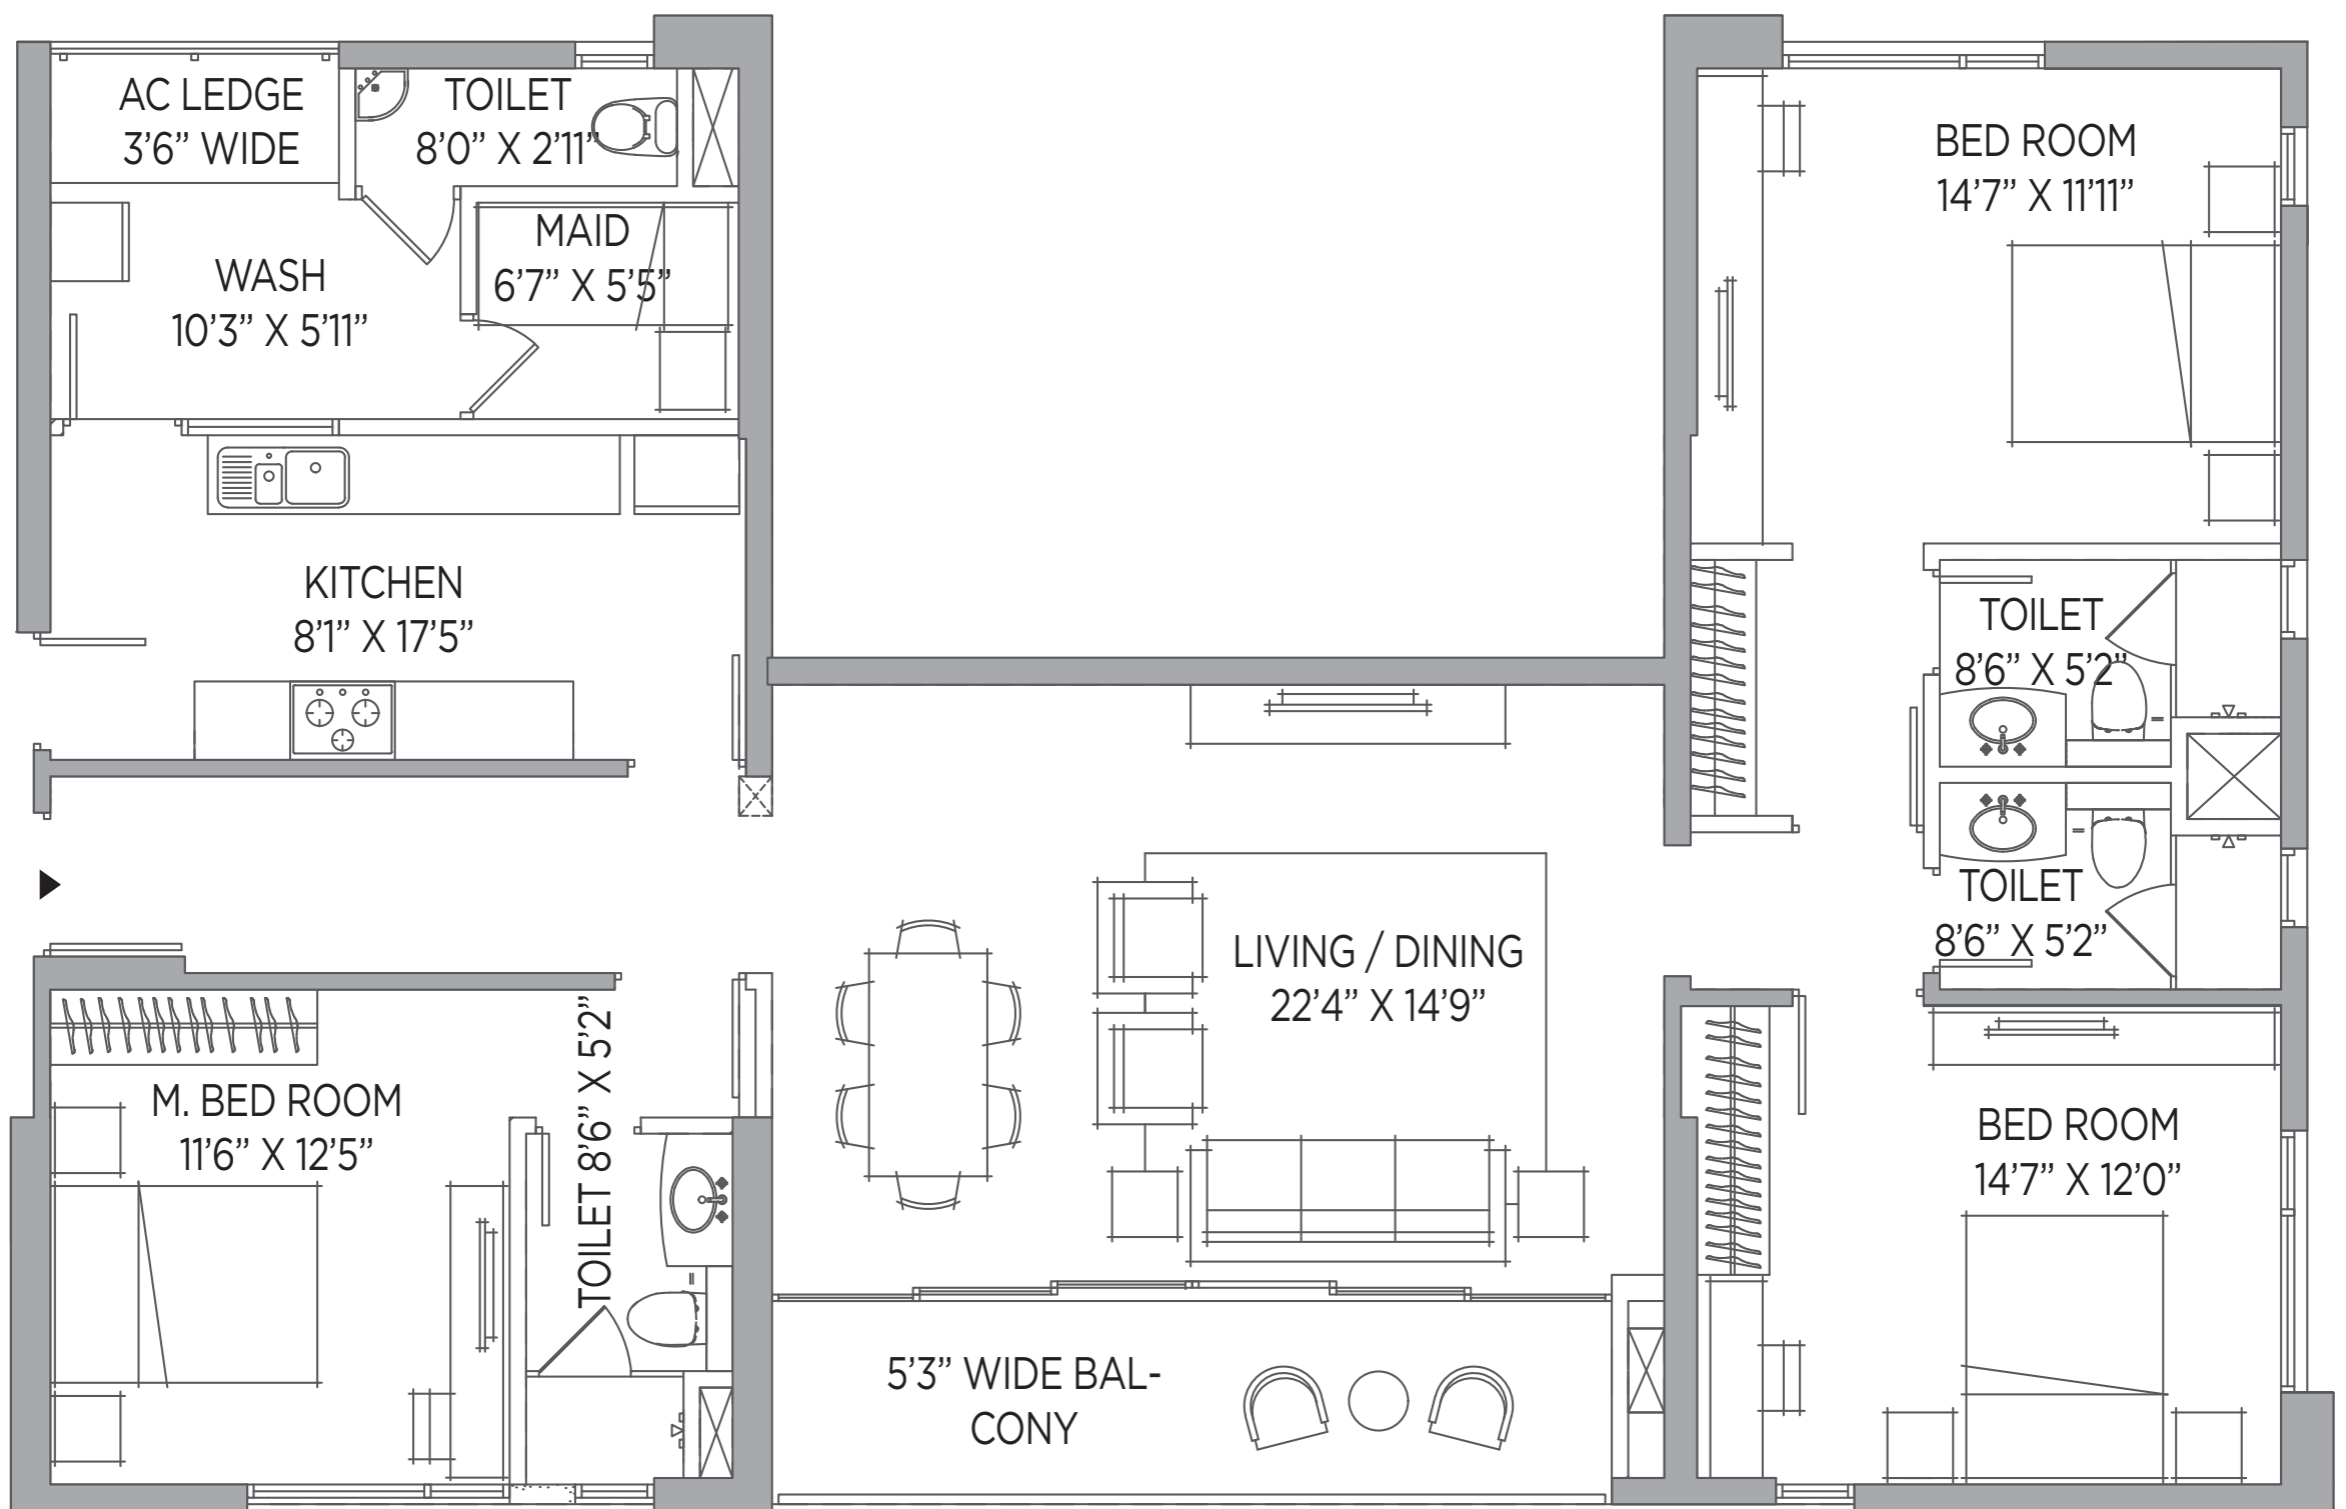 AC LEDGE
3’6” WIDE
TOILET
8’0” X 2’11”
MAID
6’7” X 5’5”
WASH
10’3” X 5’11”
KITCHEN
8’1” X 17’5”
BED ROOM
14’7” X 11’11”
TOILET
8’6” X 5’2”
TOILET
8’6” X 5’2”
LIVING / DINING
22’4” X 14’9”
M. BED ROOM
11’6” X 12’5”
TOILET 8’6” X 5’2”
BED ROOM
14’7” X 12’0”
5’3” WIDE BAL-
CONY